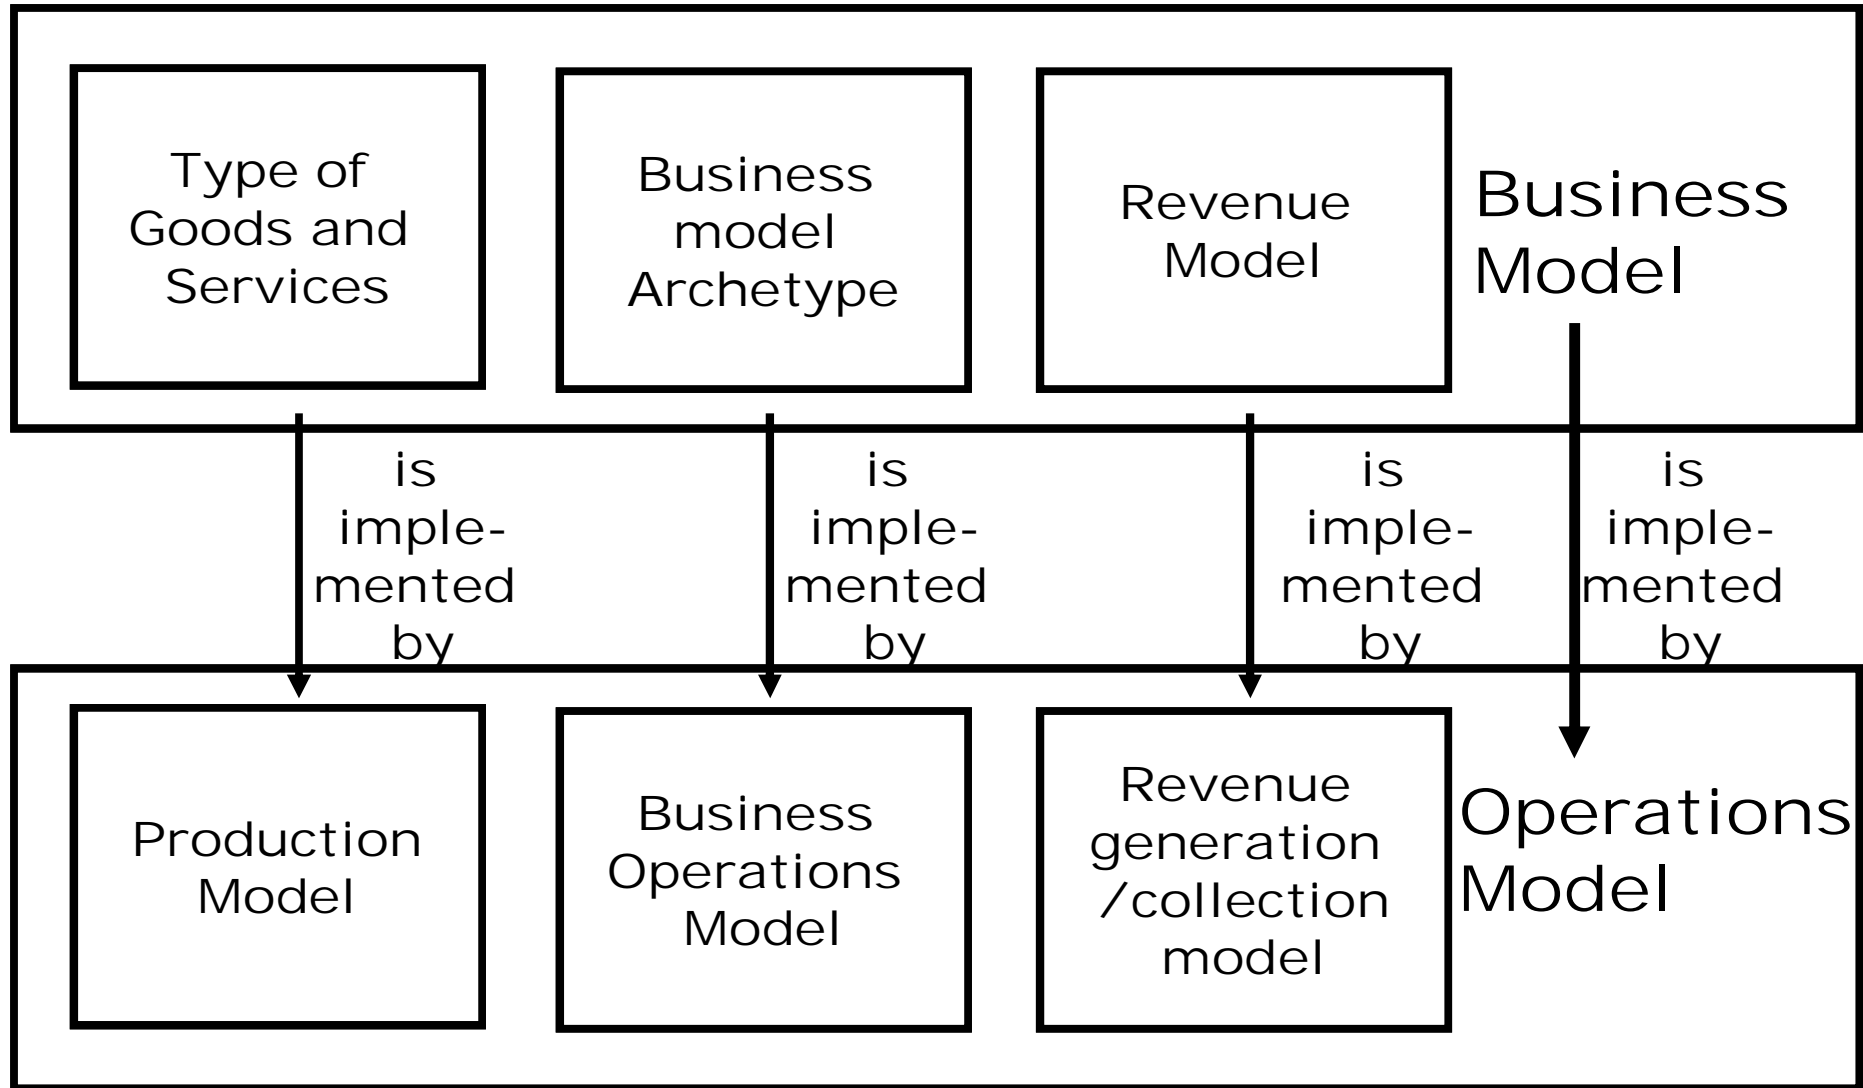 Type of
Goods and
Services
Business
model
Archetype
Revenue
Model
Business
Model
is
imple-
mented
by
is
imple-
mented
by
is
imple-
mented
by
is
imple-
mented
by
Production
Model
Business
Operations
Model
Revenue
generation
/collection
model
Operations
Model